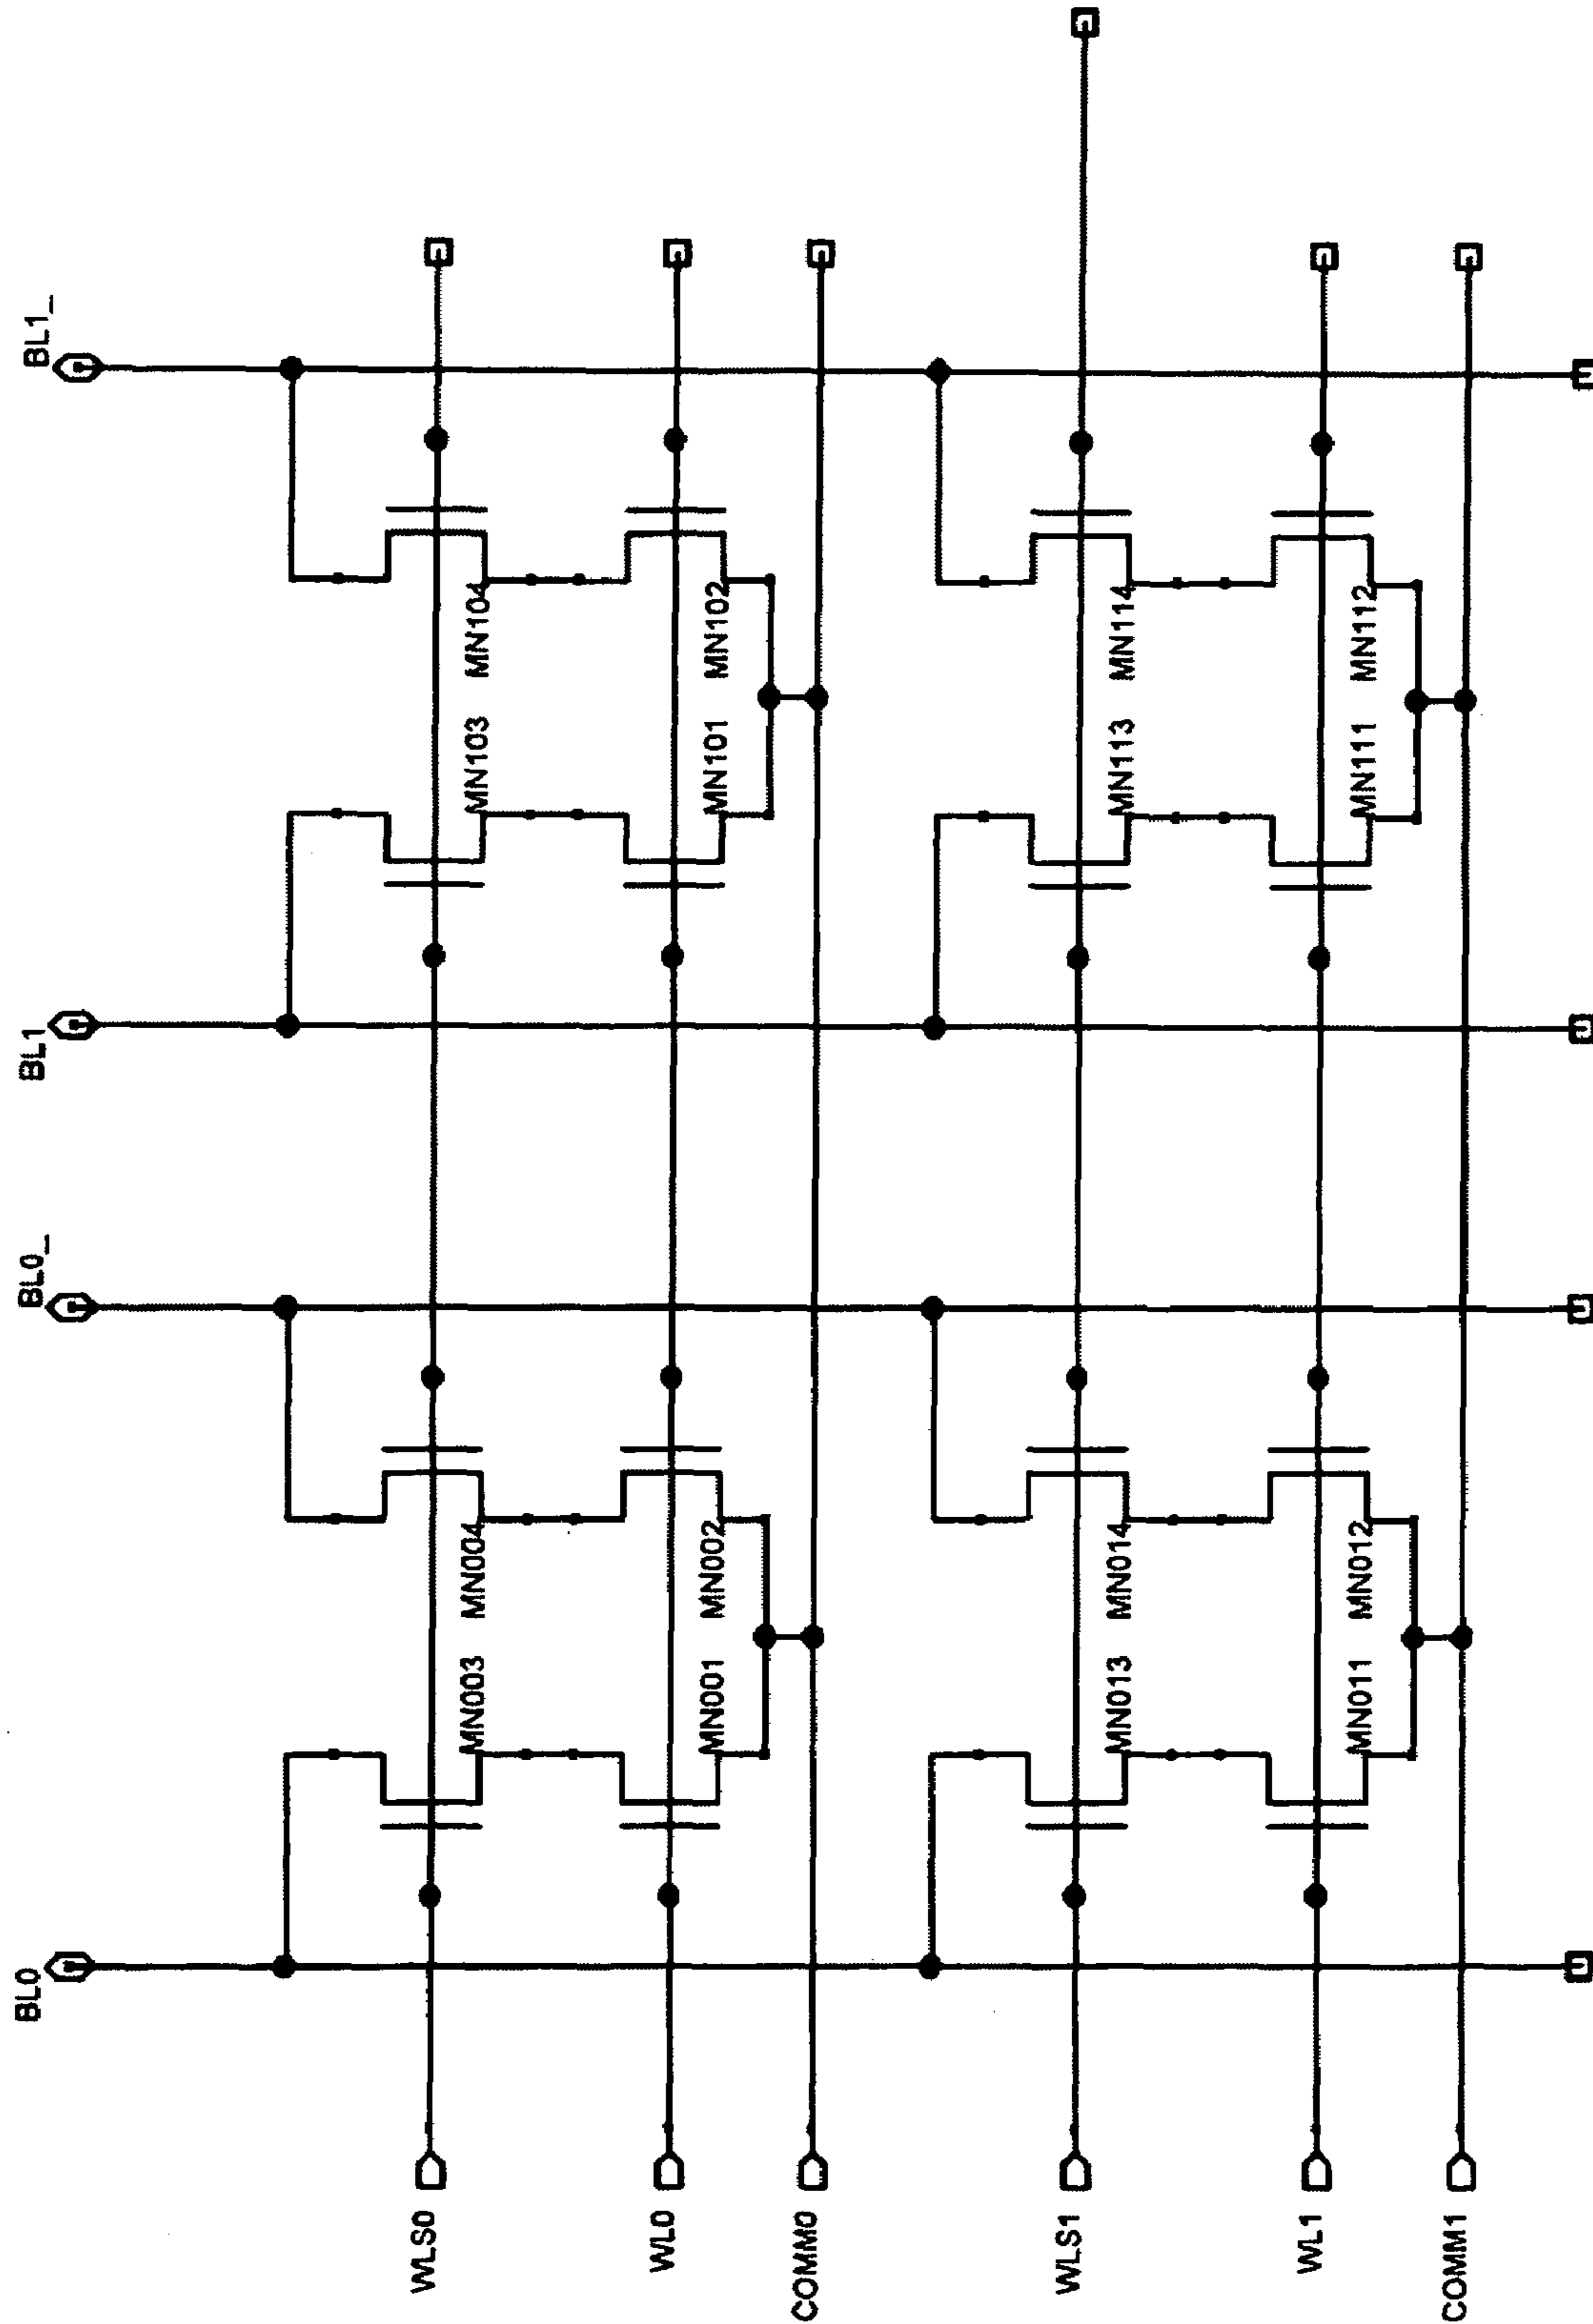 BL0
BL0_
BL1
BL1_
WLS0
MN003 MN004
MN103 MN104
WL0
MN001 MN002
MN101 MN102
COMM0
WLS1
MN013 MN014
MN113 MN114
WL1
MN011 MN012
MN111 MN112
COMM1